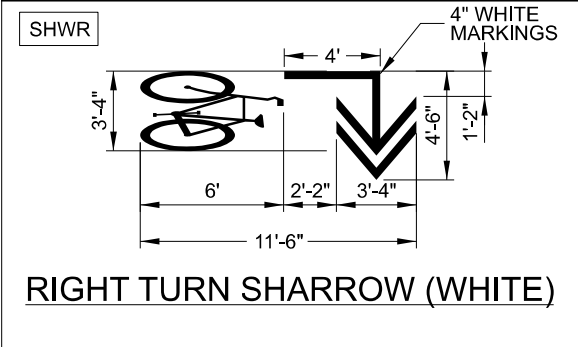 SHWR
4" WHITE
MARKINGS
4'
3'-4"
4'-6"
1'-2"
6'
2'-2"
3'-4"
11'-6"
RIGHT TURN SHARROW (WHITE)